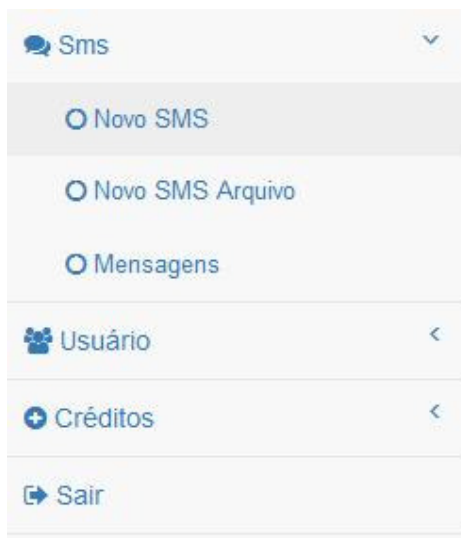 Sms
Novo SMS
Novo SMS Arquivo
Mensagens
Usuário
Créditos
Sair